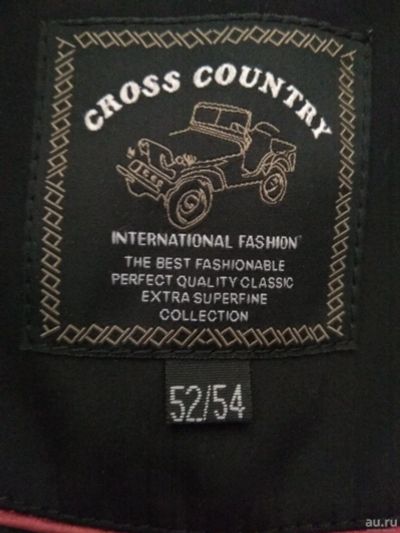 CROSS COUNTRY
INTERNATIONAL FASHION
THE BEST FASHIONABLE
PERFECT QUALITY CLASSIC
EXTRA SUPERFINE
COLLECTION
52/54
au.ru